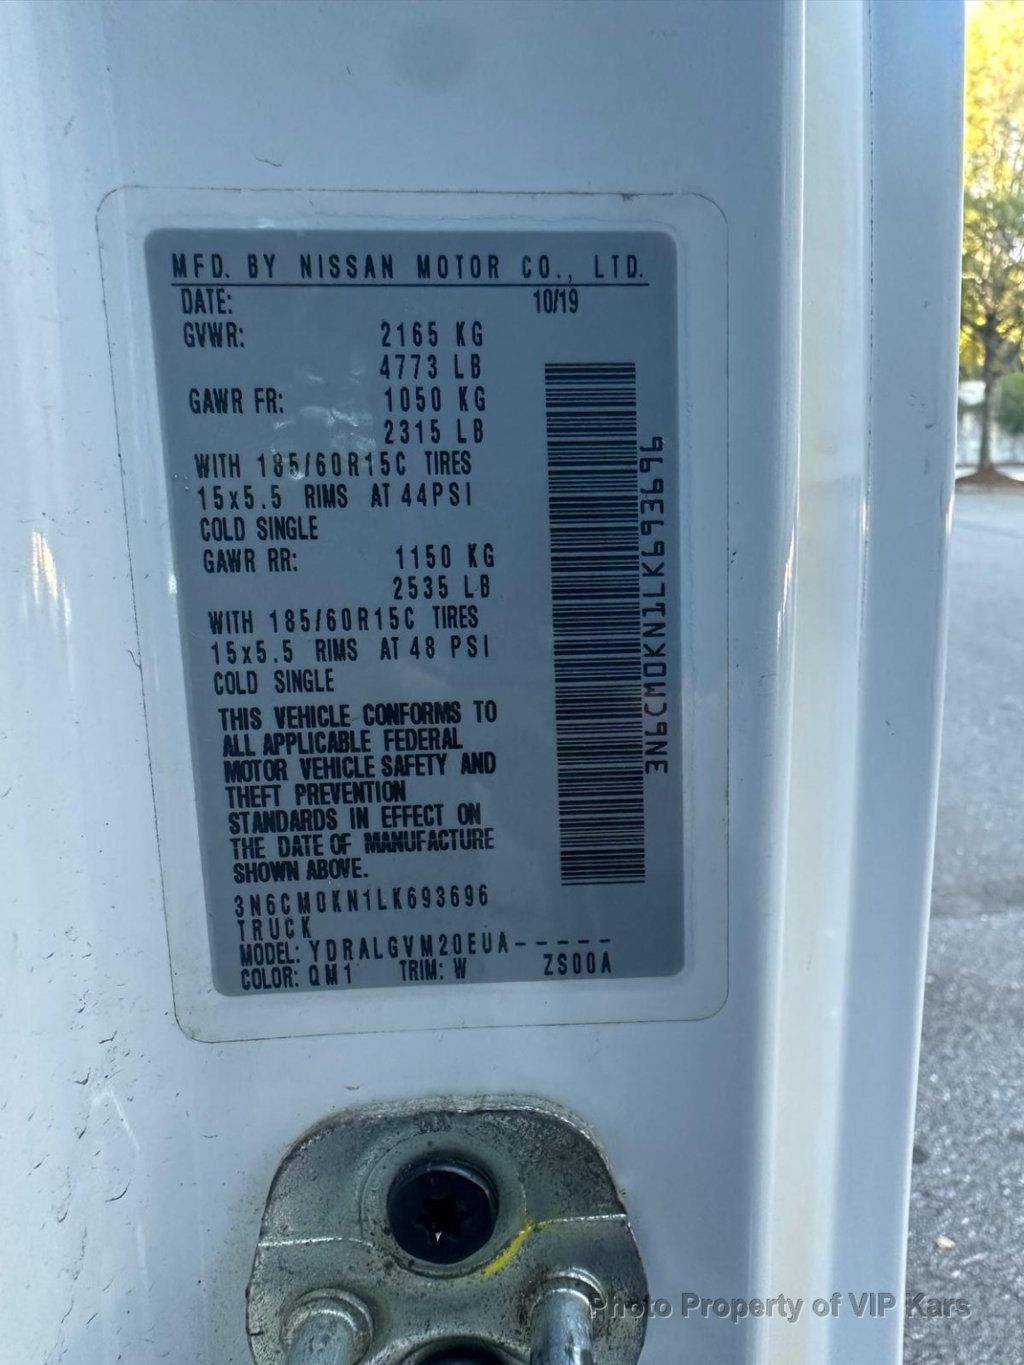 MFD. BY NISSAN MOTOR CO., LTD.
DATE: 10/19
GVWR: 2165 KG
4773 LB
GAWR FR: 1050 KG
2315 LB
WITH 185/60R15C TIRES
15x5.5 RIMS AT 44PSI
COLD SINGLE
GAWR RR: 1150 KG
2535 LB
WITH 185/60R15C TIRES
15x5.5 RIMS AT 48 PSI
COLD SINGLE
THIS VEHICLE CONFORMS TO
ALL APPLICABLE FEDERAL
MOTOR VEHICLE SAFETY AND
THEFT PREVENTION
STANDARDS IN EFFECT ON
THE DATE OF MANUFACTURE
SHOWN ABOVE.
3N6CM0KN1LK693696
TRUCK
MODEL: YDRALGVM20EUA-----
COLOR: QM1 TRIM: W ZS00A
3N6CM0KN1LK693696
Photo Property of VIP Kars